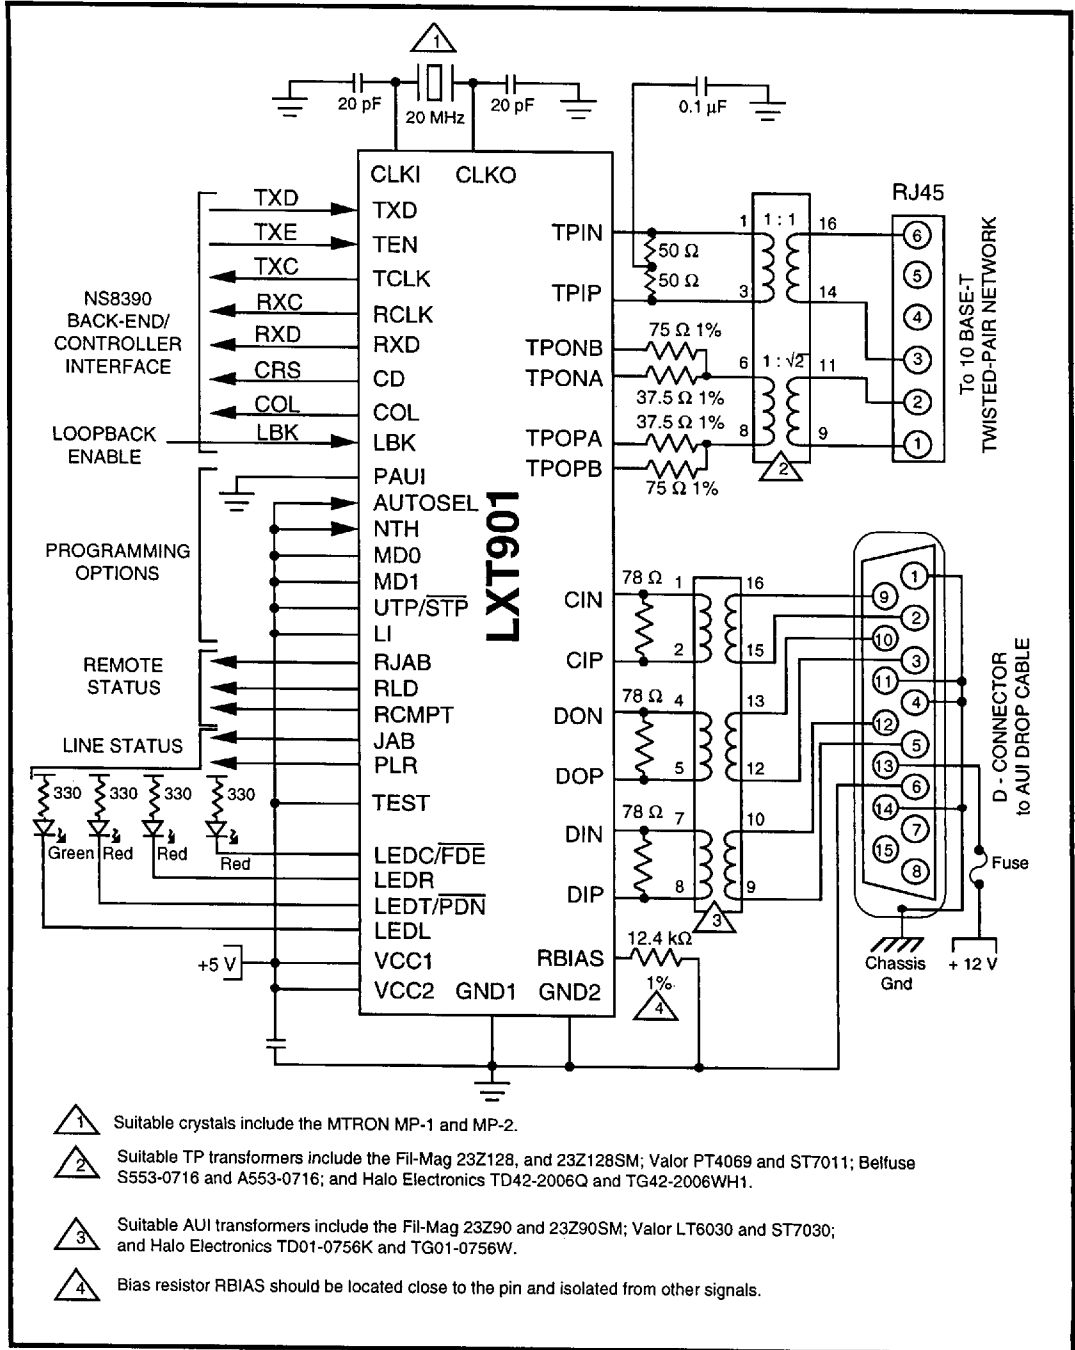 1
20 pF
20 MHz
20 pF
0.1 µF
CLKI CLKO
NS8390
BACK-END/
CONTROLLER
INTERFACE
LOOPBACK
ENABLE
TXD
TXE
TXC
RXC
RXD
CRS
COL
LBK
TXD
TEN
TCLK
RCLK
RXD
CD
COL
LBK
PAUI
AUTOSEL
NTH
MD0
MD1
UTP/STP
LI
RJAB
RLD
RCMPT
JAB
PLR
TEST
LEDC/FDE
LEDR
LEDT/PDN
LEDL
VCC1
VCC2 GND1 GND2
PROGRAMMING
OPTIONS
REMOTE
STATUS
LINE STATUS
330 330 330 330
Green Red Red Red
+5 V
LXT901
TPIN
TPIP
TPONB
TPONA
TPOPA
TPOPB
CIN
CIP
DON
DOP
DIN
DIP
RBIAS
50 Ω
50 Ω
75 Ω 1%
37.5 Ω 1%
37.5 Ω 1%
75 Ω 1%
1 1 : 1 16
3 14
6 1 : √2 11
8 9
2
RJ45
6
5
4
3
2
1
To 10 BASE-T
TWISTED-PAIR NETWORK
78 Ω 1 16
2 15
78 Ω 4 13
5 12
78 Ω 7 10
8 9
3
12.4 kΩ
1%
4
1
9
2
10
3
11
4
12
5
13
6
14
7
15
8
D - CONNECTOR
to AUI DROP CABLE
Fuse
Chassis
Gnd
+ 12 V
1 Suitable crystals include the MTRON MP-1 and MP-2.
2 Suitable TP transformers include the Fil-Mag 23Z128, and 23Z128SM; Valor PT4069 and ST7011; Belfuse
S553-0716 and A553-0716; and Halo Electronics TD42-2006Q and TG42-2006WH1.
3 Suitable AUI transformers include the Fil-Mag 23Z90 and 23Z90SM; Valor LT6030 and ST7030;
and Halo Electronics TD01-0756K and TG01-0756W.
4 Bias resistor RBIAS should be located close to the pin and isolated from other signals.